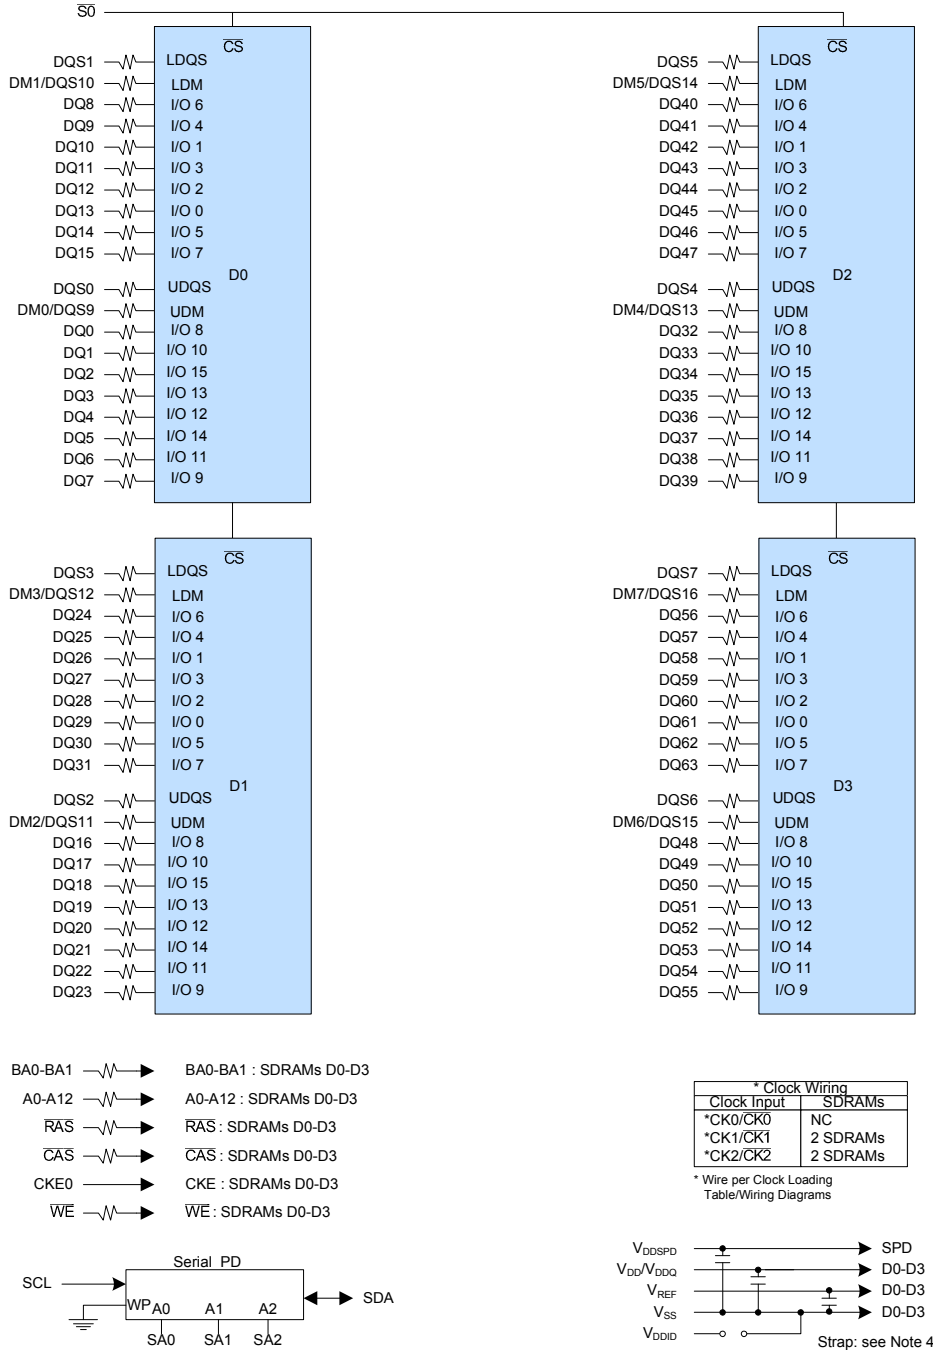 S0
CS
DQS1 LDQS
DM1/DQS10 LDM
DQ8 I/O 6
DQ9 I/O 4
DQ10 I/O 1
DQ11 I/O 3
DQ12 I/O 2
DQ13 I/O 0
DQ14 I/O 5
DQ15 I/O 7
D0
DQS0 UDQS
DM0/DQS9 UDM
DQ0 I/O 8
DQ1 I/O 10
DQ2 I/O 15
DQ3 I/O 13
DQ4 I/O 12
DQ5 I/O 14
DQ6 I/O 11
DQ7 I/O 9
CS
DQS5 LDQS
DM5/DQS14 LDM
DQ40 I/O 6
DQ41 I/O 4
DQ42 I/O 1
DQ43 I/O 3
DQ44 I/O 2
DQ45 I/O 0
DQ46 I/O 5
DQ47 I/O 7
D2
DQS4 UDQS
DM4/DQS13 UDM
DQ32 I/O 8
DQ33 I/O 10
DQ34 I/O 15
DQ35 I/O 13
DQ36 I/O 12
DQ37 I/O 14
DQ38 I/O 11
DQ39 I/O 9
CS
DQS3 LDQS
DM3/DQS12 LDM
DQ24 I/O 6
DQ25 I/O 4
DQ26 I/O 1
DQ27 I/O 3
DQ28 I/O 2
DQ29 I/O 0
DQ30 I/O 5
DQ31 I/O 7
D1
DQS2 UDQS
DM2/DQS11 UDM
DQ16 I/O 8
DQ17 I/O 10
DQ18 I/O 15
DQ19 I/O 13
DQ20 I/O 12
DQ21 I/O 14
DQ22 I/O 11
DQ23 I/O 9
CS
DQS7 LDQS
DM7/DQS16 LDM
DQ56 I/O 6
DQ57 I/O 4
DQ58 I/O 1
DQ59 I/O 3
DQ60 I/O 2
DQ61 I/O 0
DQ62 I/O 5
DQ63 I/O 7
D3
DQS6 UDQS
DM6/DQS15 UDM
DQ48 I/O 8
DQ49 I/O 10
DQ50 I/O 15
DQ51 I/O 13
DQ52 I/O 12
DQ53 I/O 14
DQ54 I/O 11
DQ55 I/O 9
BA0-BA1 BA0-BA1 : SDRAMs D0-D3
A0-A12 A0-A12 : SDRAMs D0-D3
RAS RAS : SDRAMs D0-D3
CAS CAS : SDRAMs D0-D3
CKE0 CKE : SDRAMs D0-D3
WE WE : SDRAMs D0-D3
* Clock Wiring
Clock Input SDRAMs
*CK0/CK0 NC
*CK1/CK1 2 SDRAMs
*CK2/CK2 2 SDRAMs
* Wire per Clock Loading
Table/Wiring Diagrams
Serial PD
SCL
WP A0 A1 A2
SDA
SA0 SA1 SA2
VDDSPD SPD
VDD/VDDQ D0-D3
VREF D0-D3
VSS D0-D3
VDDID
Strap: see Note 4